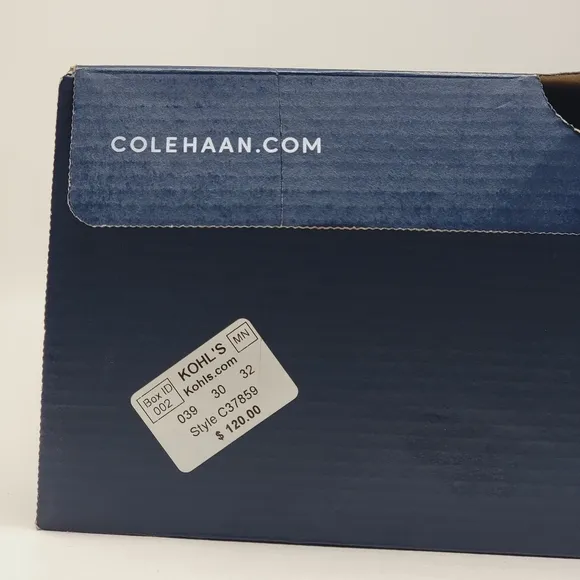 COLEHAAN.COM
KOHL'S
MN
Kohls.com
Box ID
002
039 30 32
Style C37859
$ 120.00